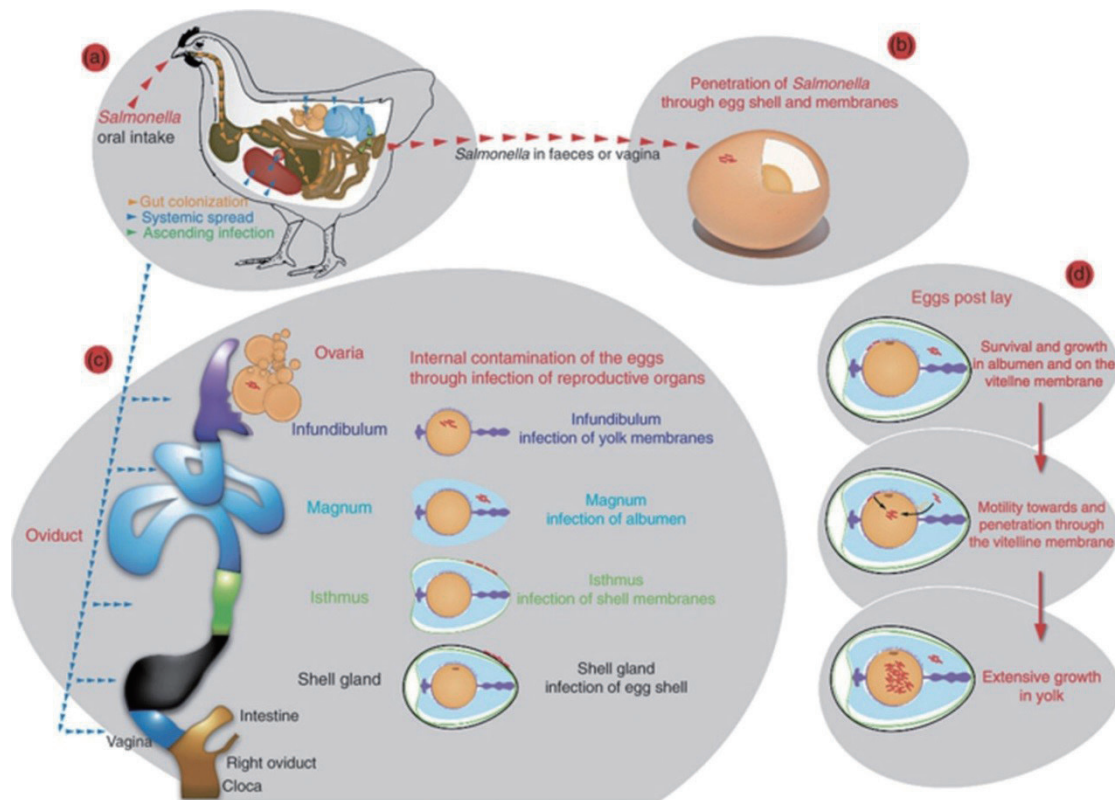 (a)
Salmonella
oral intake
Gut colonization
Systemic spread
Ascending infection
Salmonella in faeces or vagina
(b)
Penetration of Salmonella
through egg shell and membranes
(c)
Oviduct
Ovaria
Infundibulum
Magnum
Isthmus
Shell gland
Vagina
Intestine
Right oviduct
Cloca
Internal contamination of the eggs
through infection of reproductive organs
Infundibulum
infection of yolk membranes
Magnum
infection of albumen
Isthmus
infection of shell membranes
Shell gland
infection of egg shell
(d)
Eggs post lay
Survival and growth
in albumen and on the
vitellne membrane
Motility towards and
penetration through
the vitelline membrane
Extensive growth
in yolk